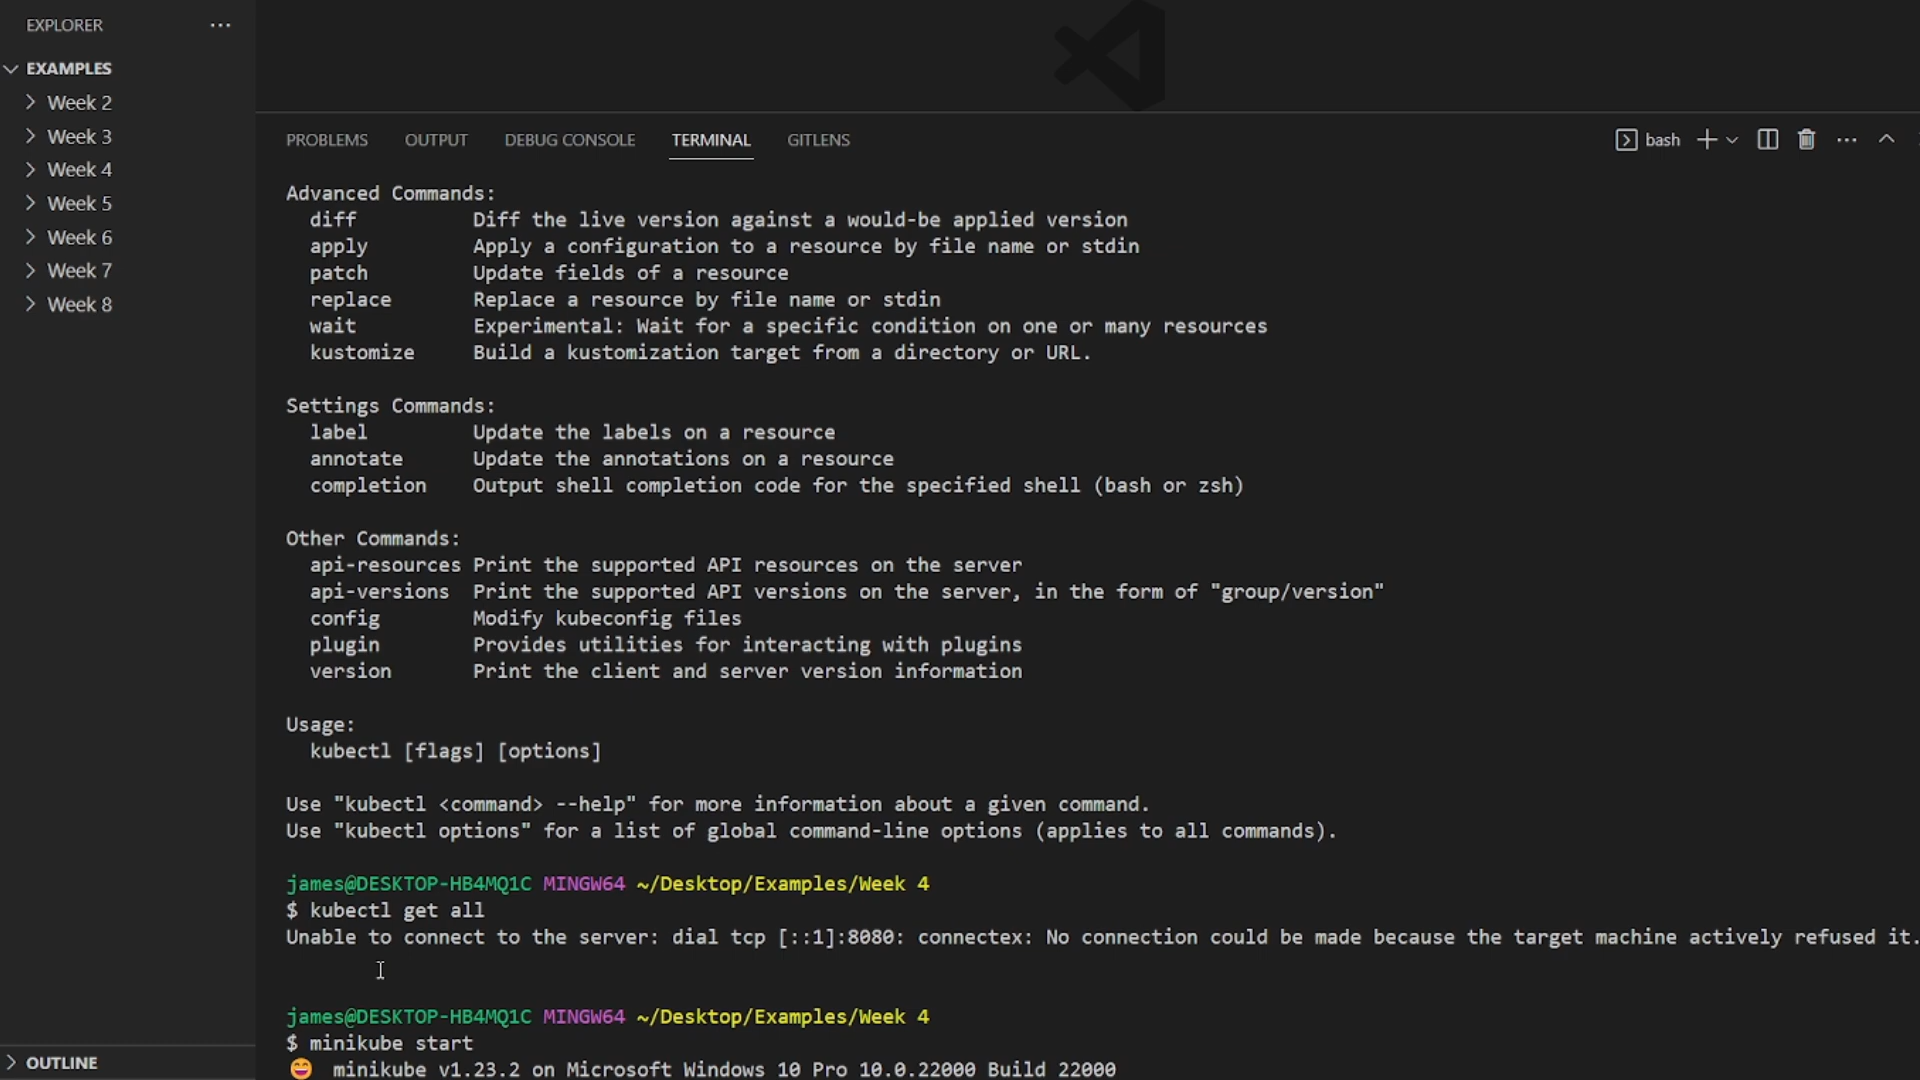 EXPLORER
EXAMPLES
Week 2
Week 3
Week 4
Week 5
Week 6
Week 7
Week 8
OUTLINE
PROBLEMS OUTPUT DEBUG CONSOLE TERMINAL GITLENS bash
Advanced Commands:
diff Diff the live version against a would-be applied version
apply Apply a configuration to a resource by file name or stdin
patch Update fields of a resource
replace Replace a resource by file name or stdin
wait Experimental: Wait for a specific condition on one or many resources
kustomize Build a kustomization target from a directory or URL.
Settings Commands:
label Update the labels on a resource
annotate Update the annotations on a resource
completion Output shell completion code for the specified shell (bash or zsh)
Other Commands:
api-resources Print the supported API resources on the server
api-versions Print the supported API versions on the server, in the form of "group/version"
config Modify kubeconfig files
plugin Provides utilities for interacting with plugins
version Print the client and server version information
Usage:
kubectl [flags] [options]
Use "kubectl <command> --help" for more information about a given command.
Use "kubectl options" for a list of global command-line options (applies to all commands).
james@DESKTOP-HB4MQ1C MINGW64 ~/Desktop/Examples/Week 4
$ kubectl get all
Unable to connect to the server: dial tcp [::1]:8080: connectex: No connection could be made because the target machine actively refused it.
james@DESKTOP-HB4MQ1C MINGW64 ~/Desktop/Examples/Week 4
$ minikube start
😄 minikube v1.23.2 on Microsoft Windows 10 Pro 10.0.22000 Build 22000